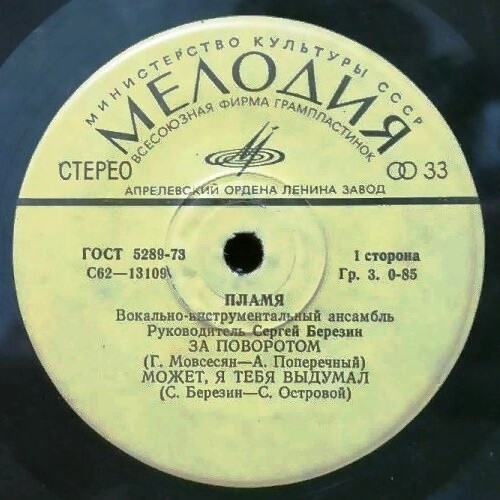 МИНИСТЕРСТВО КУЛЬТУРЫ СССР
МЕЛОДИЯ
ВСЕСОЮЗНАЯ ФИРМА ГРАМПЛАСТИНОК
СТЕРЕО 33
АПРЕЛЕВСКИЙ ОРДЕНА ЛЕНИНА ЗАВОД
ГОСТ 5289-73 1 сторона
С62—13109 Гр. 3. 0-85
ПЛАМЯ
Вокально-инструментальный ансамбль
Руководитель Сергей Березин
ЗА ПОВОРОТОМ
(Г. Мовсесян—А. Поперечный)
МОЖЕТ, Я ТЕБЯ ВЫДУМАЛ
(С. Березин—С. Островой)